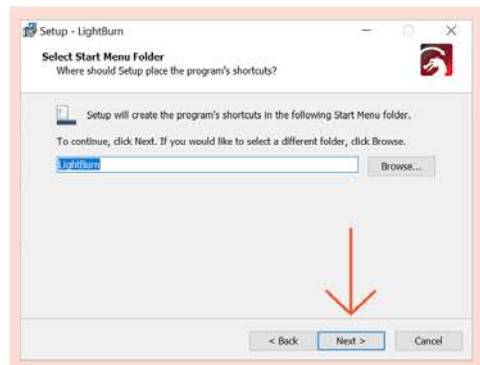 Setup - LightBurn
Select Start Menu Folder
Where should Setup place the program's shortcuts?
Setup will create the program's shortcuts in the following Start Menu folder.
To continue, click Next. If you would like to select a different folder, click Browse.
LightBurn
Browse...
< Back
Next >
Cancel